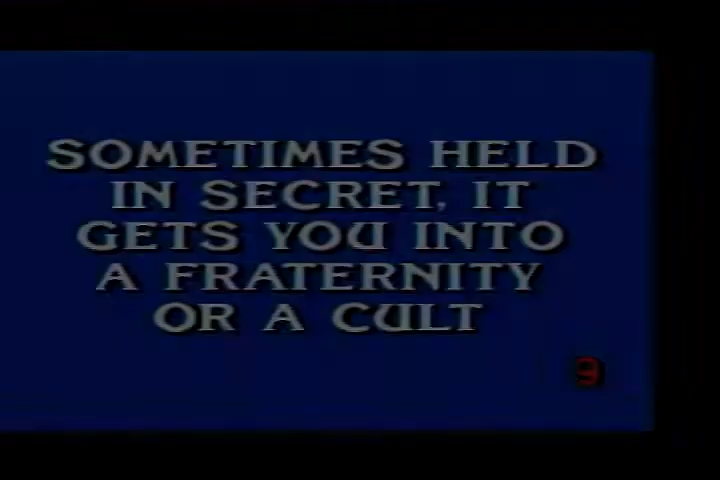 SOMETIMES HELD
IN SECRET, IT
GETS YOU INTO
A FRATERNITY
OR A CULT
9